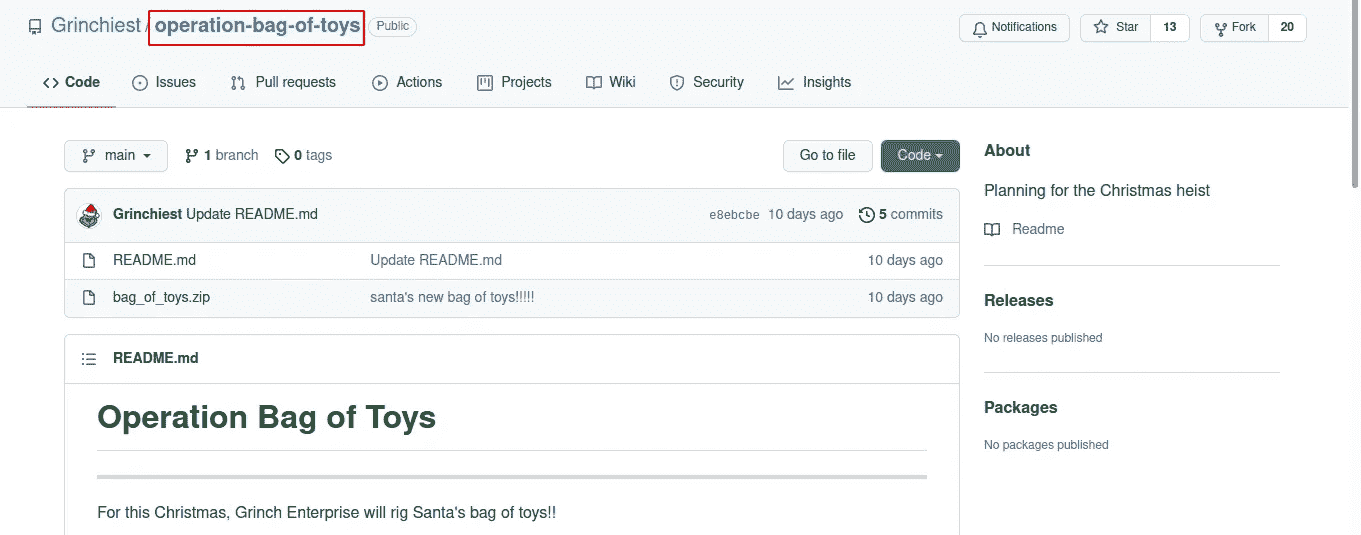 Grinchiest / operation-bag-of-toys Public Notifications Star 13 Fork 20
Code Issues Pull requests Actions Projects Wiki Security Insights
main 1 branch 0 tags Go to file Code
Grinchiest Update README.md e8ebcbe 10 days ago 5 commits
README.md Update README.md 10 days ago
bag_of_toys.zip santa's new bag of toys!!!!! 10 days ago
README.md
Operation Bag of Toys
For this Christmas, Grinch Enterprise will rig Santa's bag of toys!!
About
Planning for the Christmas heist
Readme
Releases
No releases published
Packages
No packages published